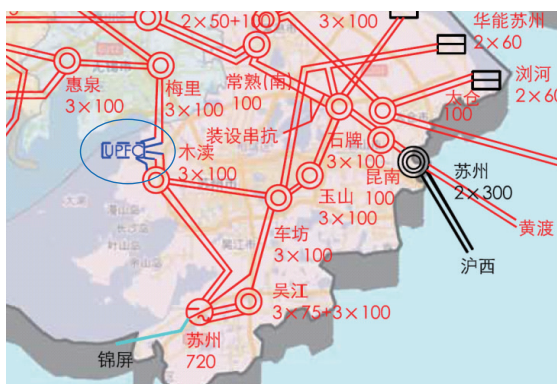 2×50+100
3×100
华能苏州
2×60
浏河
2×60
太仓
100
惠泉
3×100
梅里
3×100
常熟(南)
100
装设串抗
石牌
3×100
UPFC
木渎
3×100
昆南
100
苏州
2×300
玉山
3×100
黄渡
车坊
3×100
沪西
吴江
3×75+3×100
苏州
720
锦屏